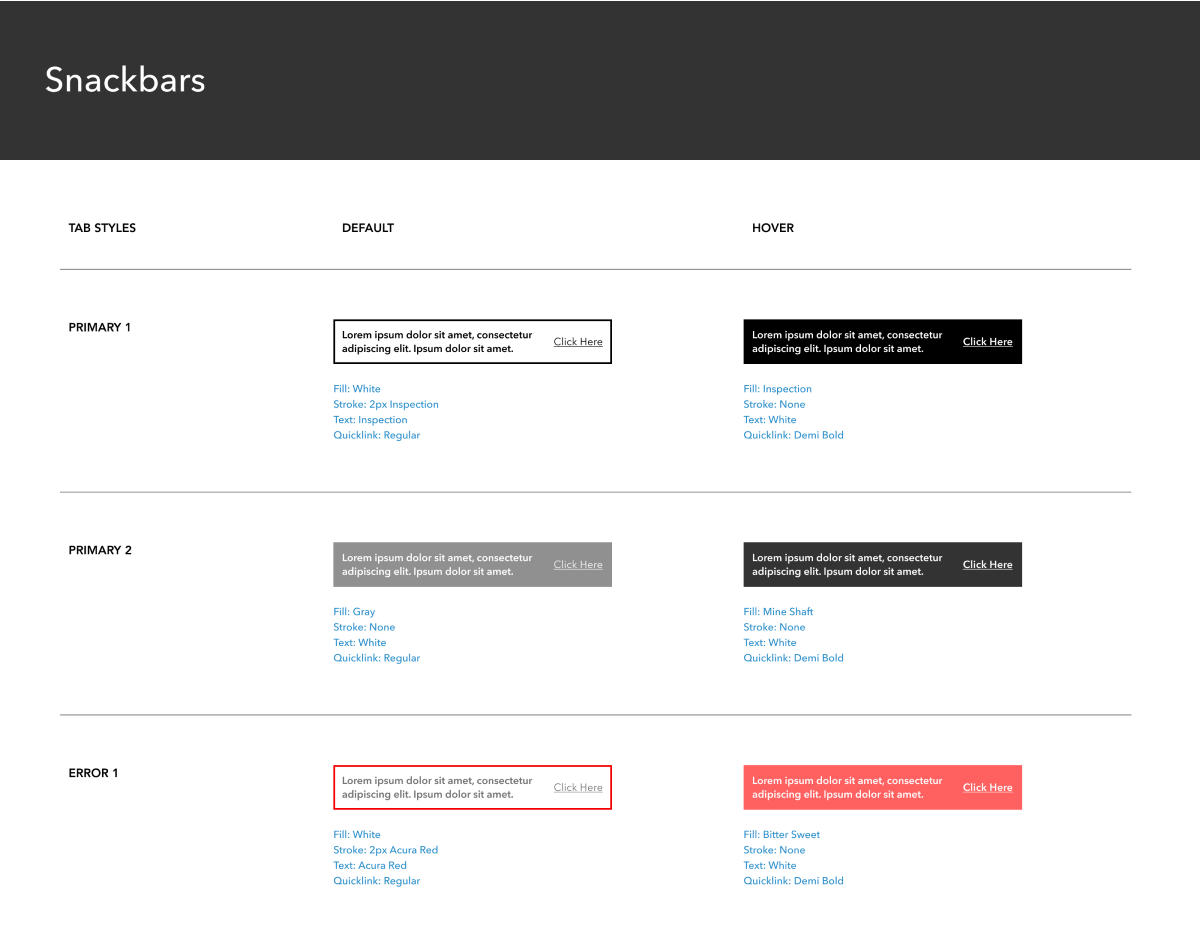 Snackbars
TAB STYLES
DEFAULT
HOVER
PRIMARY 1
Lorem ipsum dolor sit amet, consectetur
adipiscing elit. Ipsum dolor sit amet.
Click Here
Fill: White
Stroke: 2px Inspection
Text: Inspection
Quicklink: Regular
Lorem ipsum dolor sit amet, consectetur
adipiscing elit. Ipsum dolor sit amet.
Click Here
Fill: Inspection
Stroke: None
Text: White
Quicklink: Demi Bold
PRIMARY 2
Lorem ipsum dolor sit amet, consectetur
adipiscing elit. Ipsum dolor sit amet.
Click Here
Fill: Gray
Stroke: None
Text: White
Quicklink: Regular
Lorem ipsum dolor sit amet, consectetur
adipiscing elit. Ipsum dolor sit amet.
Click Here
Fill: Mine Shaft
Stroke: None
Text: White
Quicklink: Demi Bold
ERROR 1
Lorem ipsum dolor sit amet, consectetur
adipiscing elit. Ipsum dolor sit amet.
Click Here
Fill: White
Stroke: 2px Acura Red
Text: Acura Red
Quicklink: Regular
Lorem ipsum dolor sit amet, consectetur
adipiscing elit. Ipsum dolor sit amet.
Click Here
Fill: Bitter Sweet
Stroke: None
Text: White
Quicklink: Demi Bold